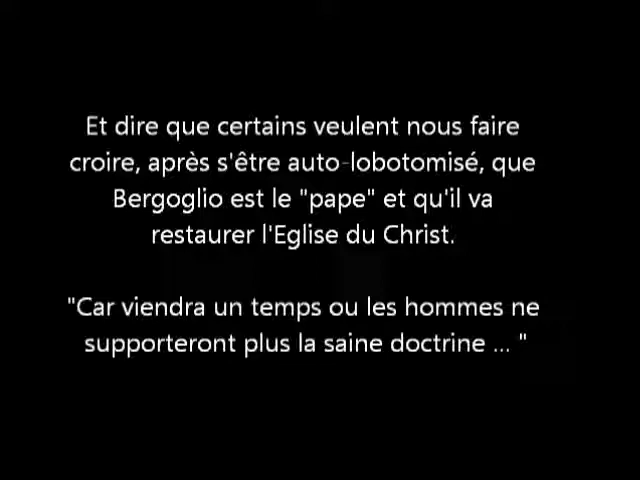 Et dire que certains veulent nous faire
croire, après s'être auto-lobotomisé, que
Bergoglio est le "pape" et qu'il va
restaurer l'Eglise du Christ.
"Car viendra un temps ou les hommes ne
supporteront plus la saine doctrine ... "